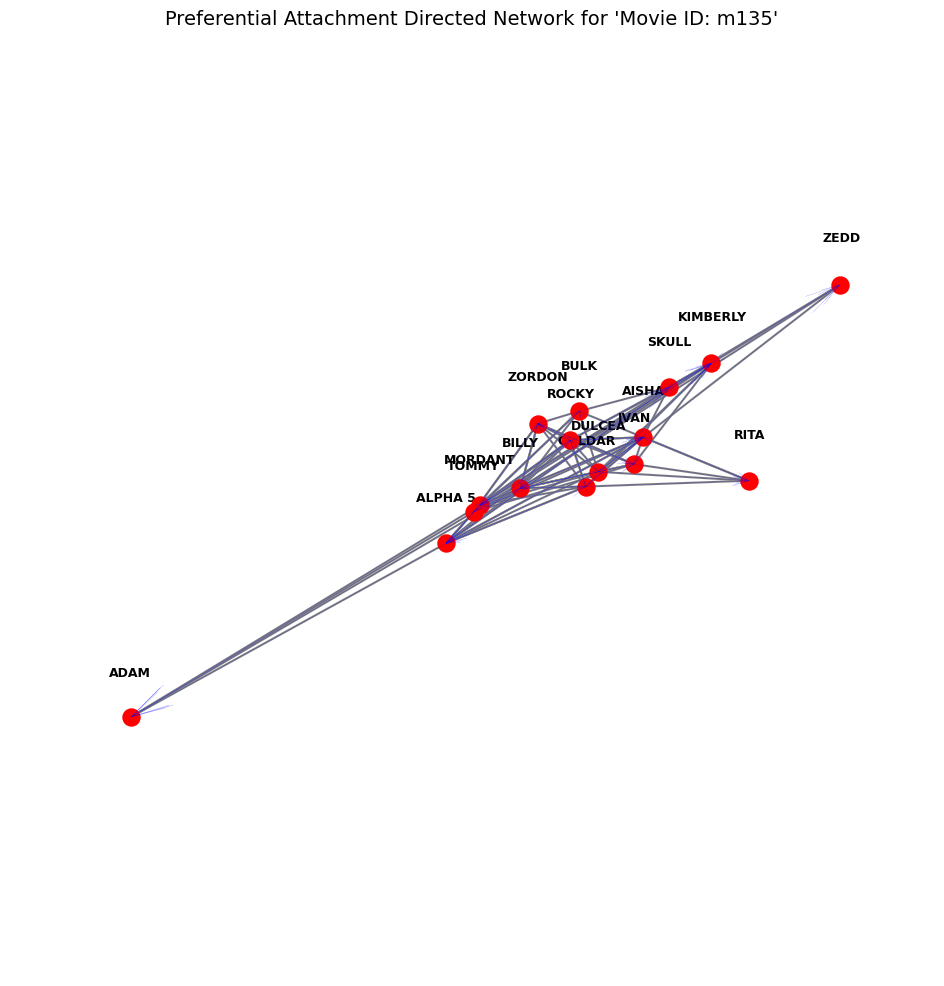 Preferential Attachment Directed Network for 'Movie ID: m135'
ZEDD
KIMBERLY
SKULL
BULK
ZORDON
AISHA
ROCKY
IVAN
DULCEA
RITA
BILLY
MORDANT
TOMMY
ALPHA 5
ADAM